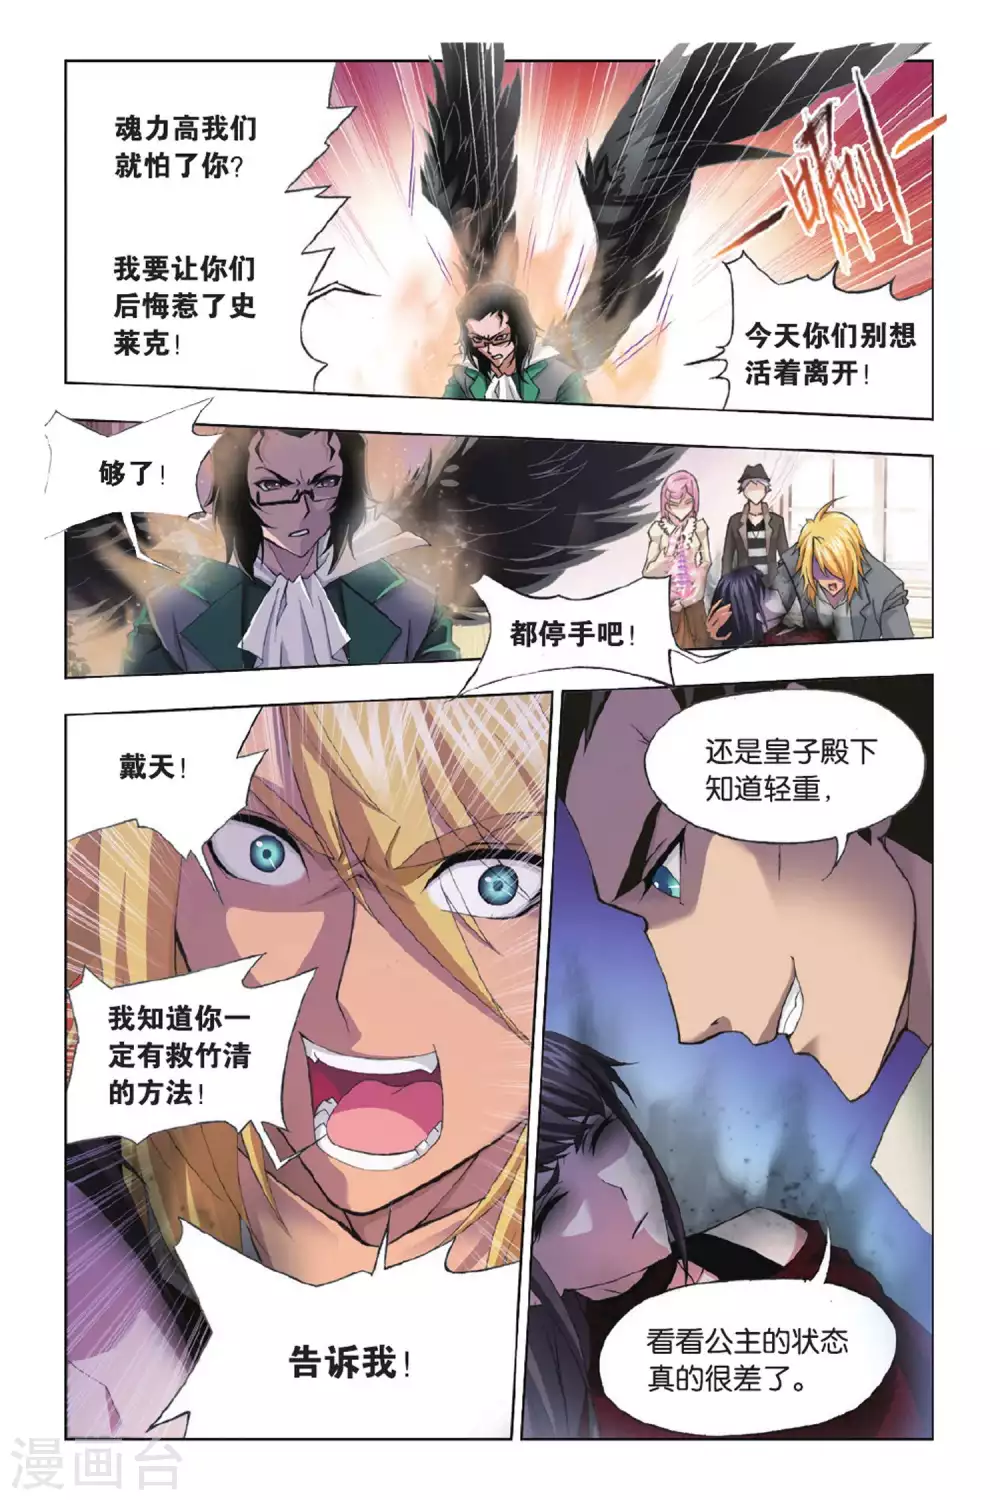 魂力高我们
就怕了你？
我要让你们
后悔惹了史
莱克！
唰
今天你们别想
活着离开！
够了！
都停手吧！
戴天！
我知道你一
定有救竹清
的方法！
告诉我！
还是皇子殿下
知道轻重，
看看公主的状态
真的很差了。
漫画台